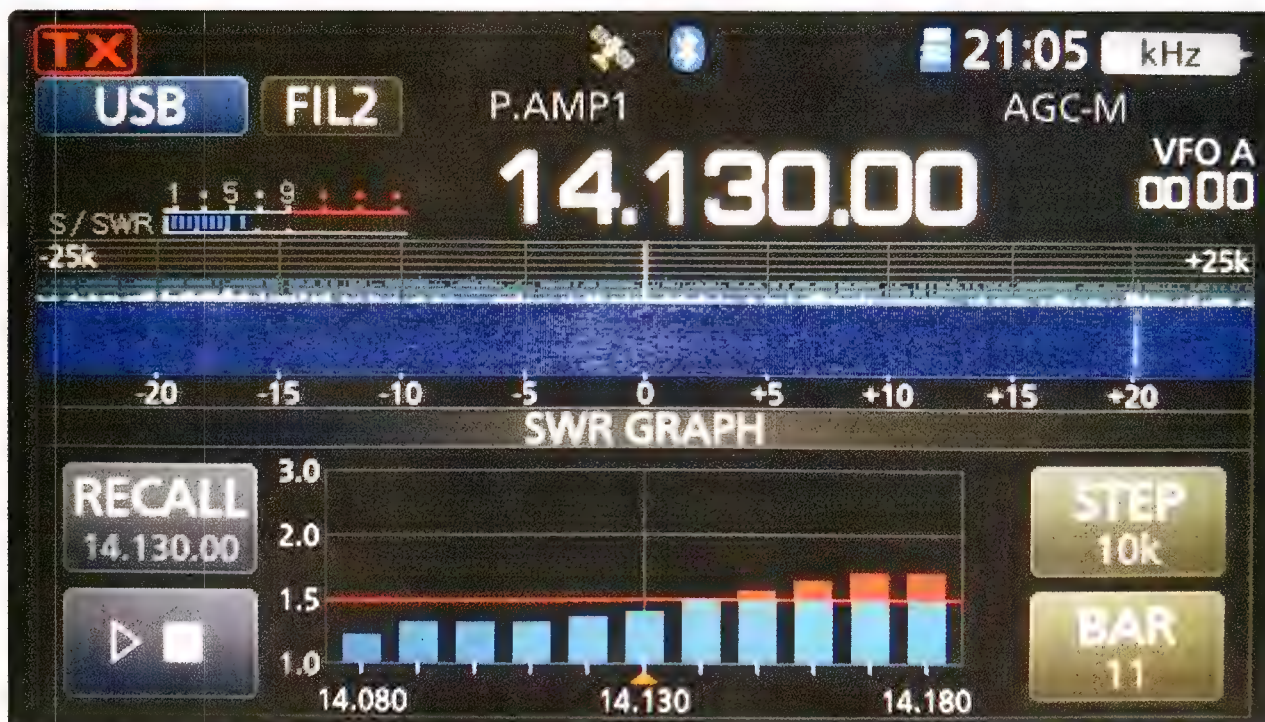 TX 21:05 kHz
USB FIL2 P.AMP1 AGC-M
14.130.00 VFO A
00 00
1 5 9
S/SWR
-25k +25k
-20 -15 -10 -5 0 +5 +10 +15 +20
SWR GRAPH
RECALL
14.130.00
3.0
2.0
1.5
1.0
14.080 14.130 14.180
STEP
10k
BAR
11